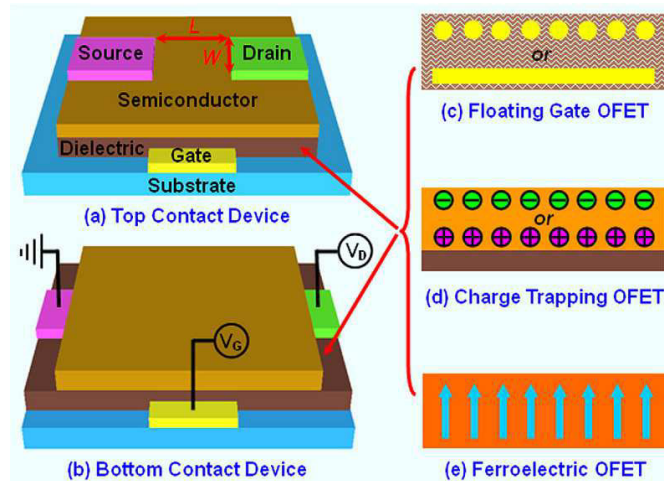 Source
L
W
Drain
Semiconductor
Dielectric
Gate
Substrate
(a) Top Contact Device
V_D
V_G
(b) Bottom Contact Device
or
(c) Floating Gate OFET
or
(d) Charge Trapping OFET
(e) Ferroelectric OFET